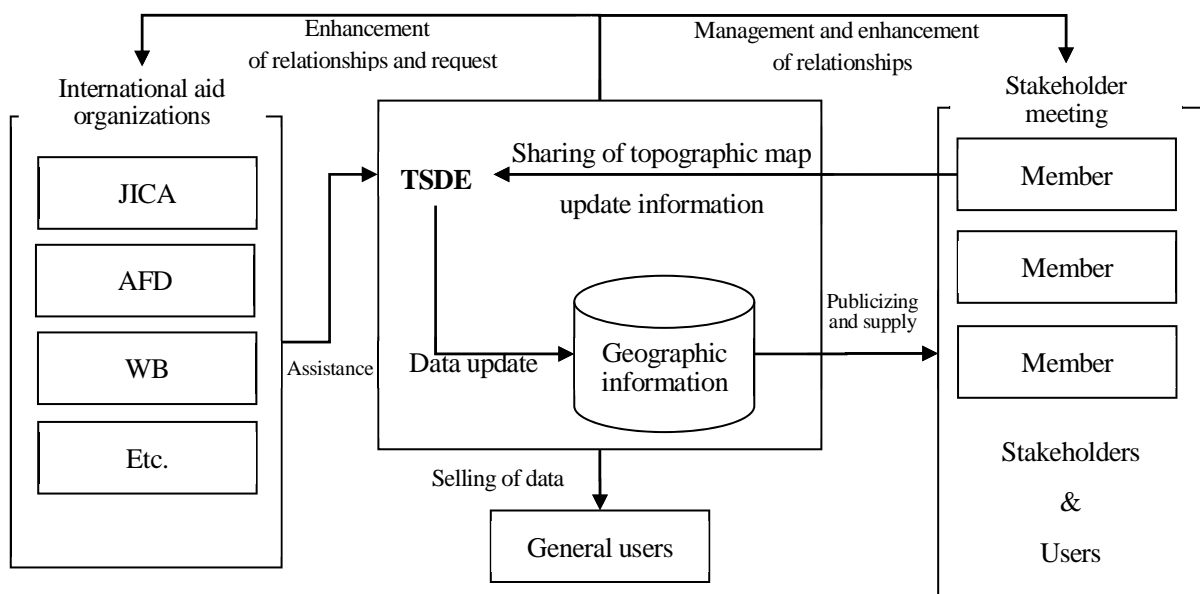 Enhancement
of relationships and request
Management and enhancement
of relationships
International aid
organizations
JICA
AFD
WB
Etc.
Assistance
TSDE
Sharing of topographic map
update information
Data update
Geographic
information
Publicizing
and supply
Selling of data
General users
Stakeholder
meeting
Member
Member
Member
Stakeholders
&
Users